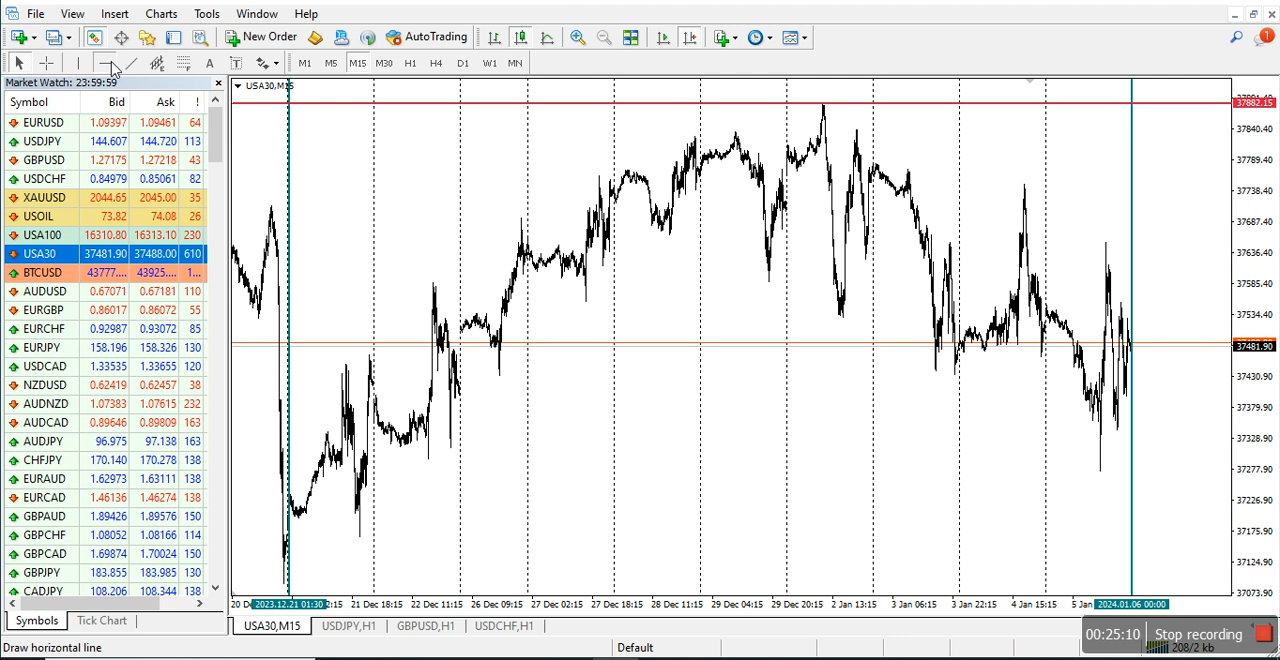 File View Insert Charts Tools Window Help
New Order AutoTrading 1
A T M1 M5 M15 M30 H1 H4 D1 W1 MN
Market Watch: 23:59:59
Symbol Bid Ask !
EURUSD 1.09397 1.09461 64
USDJPY 144.607 144.720 113
GBPUSD 1.27175 1.27218 43
USDCHF 0.84979 0.85061 82
XAUUSD 2044.65 2045.00 35
USOIL 73.82 74.08 26
USA100 16310.80 16313.10 230
USA30 37481.90 37488.00 610
BTCUSD 43777.... 43925.... 1...
AUDUSD 0.67071 0.67181 110
EURGBP 0.86017 0.86072 55
EURCHF 0.92987 0.93072 85
EURJPY 158.196 158.326 130
USDCAD 1.33535 1.33655 120
NZDUSD 0.62419 0.62457 38
AUDNZD 1.07383 1.07615 232
AUDCAD 0.89646 0.89809 163
AUDJPY 96.975 97.138 163
CHFJPY 170.140 170.278 138
EURAUD 1.62973 1.63111 138
EURCAD 1.46136 1.46274 138
GBPAUD 1.89426 1.89576 150
GBPCHF 1.08052 1.08166 114
GBPCAD 1.69874 1.70024 150
GBPJPY 183.855 183.985 130
CADJPY 108.206 108.344 138
Symbols Tick Chart
USA30,M15
37882.15
37840.40
37789.40
37738.40
37687.40
37636.40
37585.40
37534.40
37481.90
37430.90
37379.90
37328.90
37277.90
37226.90
37175.90
37124.90
37073.90
2023.12.21 01:30 21 Dec 18:15 22 Dec 11:15 26 Dec 09:15 27 Dec 02:15 27 Dec 18:15 28 Dec 11:15 29 Dec 04:15 29 Dec 20:15 2 Jan 13:15 3 Jan 06:15 3 Jan 22:15 4 Jan 15:15 5 Jan 2024.01.06 00:00
USA30,M15 USDJPY,H1 GBPUSD,H1 USDCHF,H1
00:25:10 Stop recording
Draw horizontal line Default 208/2 kb